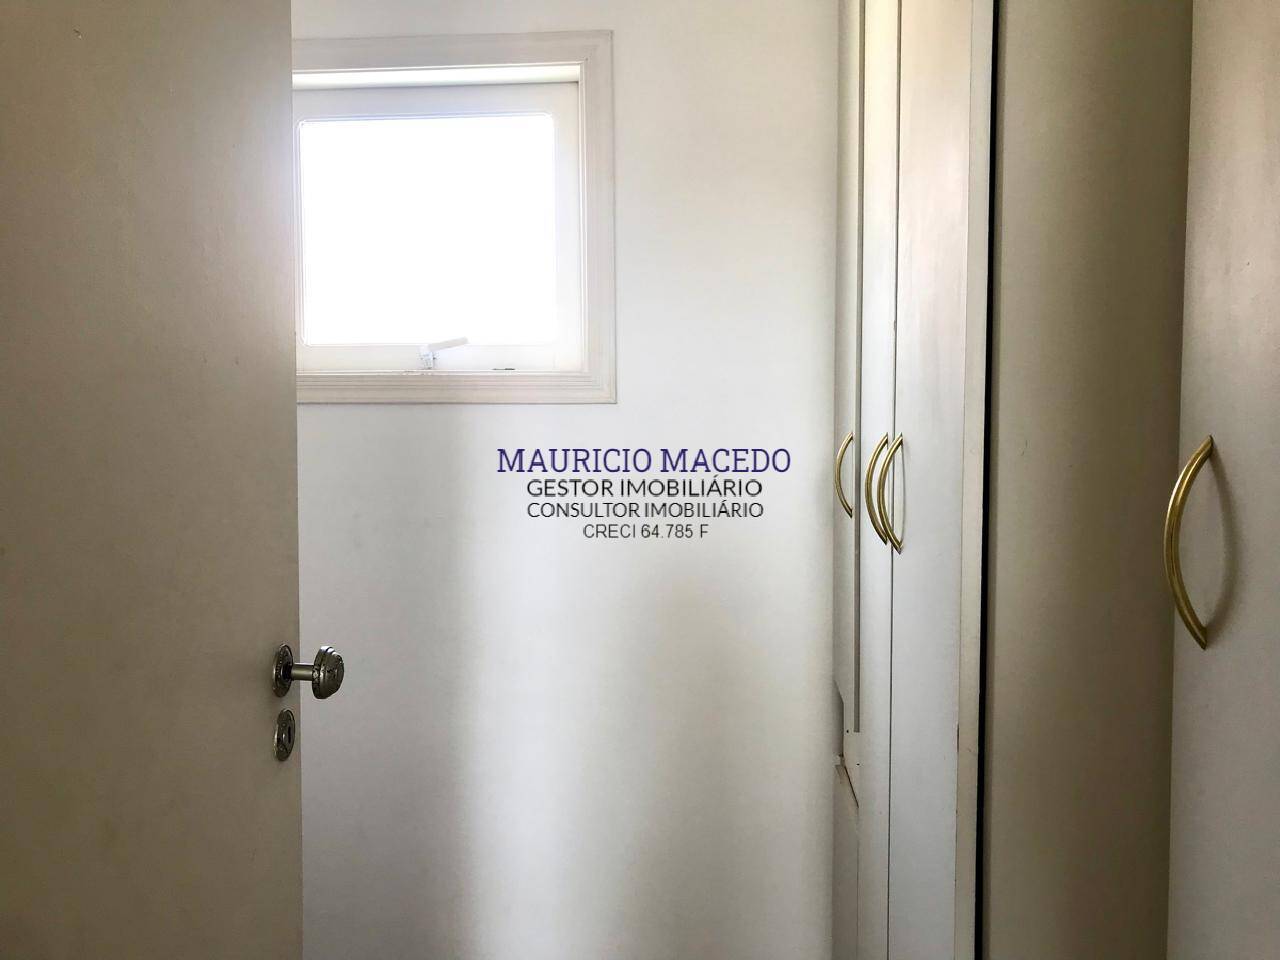 MAURICIO MACEDO
GESTOR IMOBILIÁRIO
CONSULTOR IMOBILIÁRIO
CRECI 64.785 F